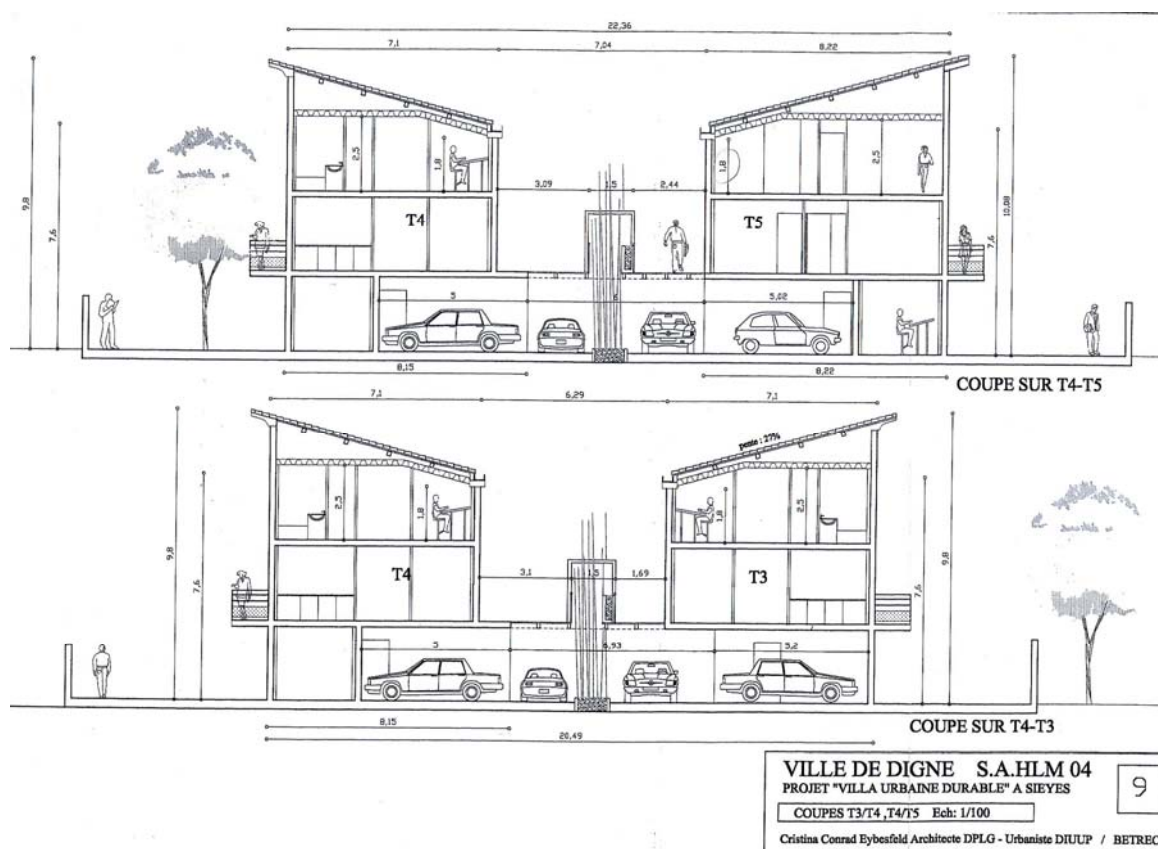 22,36
7,1 7,04 8,22
9,8
7,6
2,5
1,8
3,09 1,5 2,44
1,8
2,5
7,6
10,08
T4 T5
5 5,02
8,15 8,22
COUPE SUR T4-T5
7,1 6,29 7,1
pente : 27%
9,8
7,6
2,5
1,8
1,8
2,5
7,6
9,8
3,1 1,5 1,69
T4 T3
5 6,93 5,2
8,15
COUPE SUR T4-T3
20,49
VILLE DE DIGNE S.A.HLM 04
PROJET "VILLA URBAINE DURABLE" A SIEYES
9
COUPES T3/T4 ,T4/T5 Ech: 1/100
Cristina Conrad Eybesfeld Architecte DPLG - Urbaniste DIUUP / BETREC